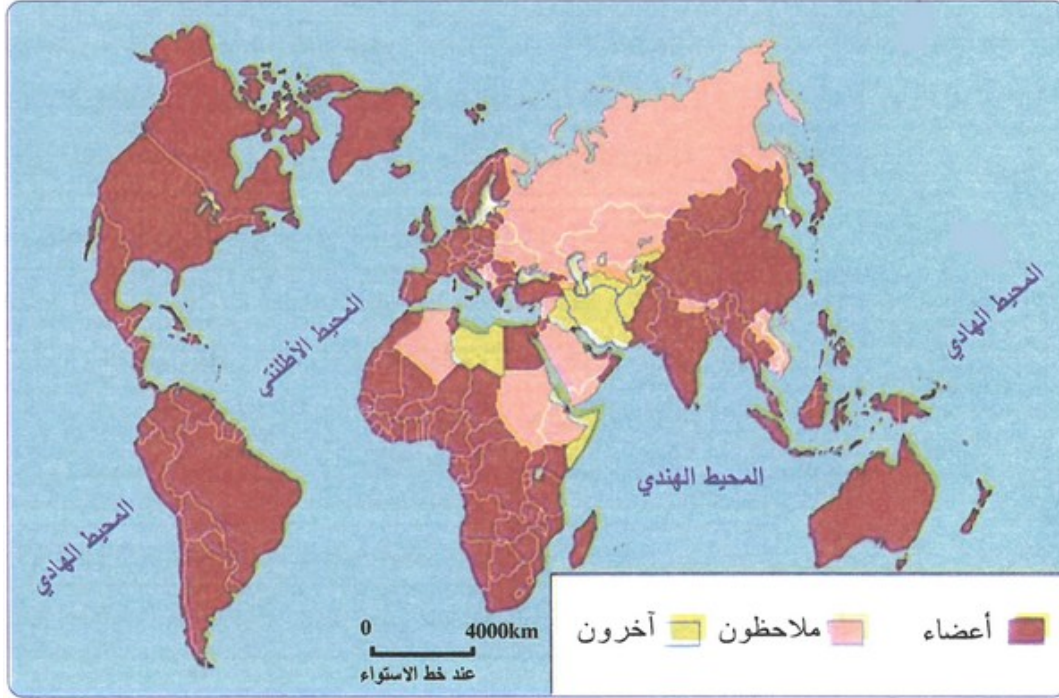 المحيط الأطلنتي
المحيط الهادي
المحيط الهندي
المحيط الهادي
0 4000km
عند خط الاستواء
أعضاء ملاحظون آخرون